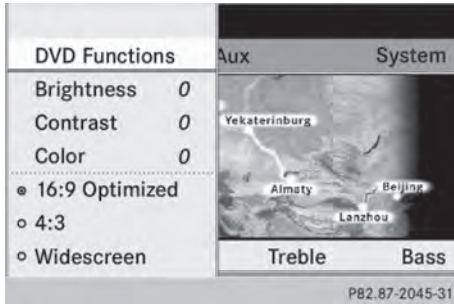 DVD Functions Aux System
Brightness 0
Contrast 0
Color 0
16:9 Optimized
4:3
Widescreen
Yekaterinburg
Almaty
Beijing
Lanzhou
Treble Bass
P82.87-2045-31